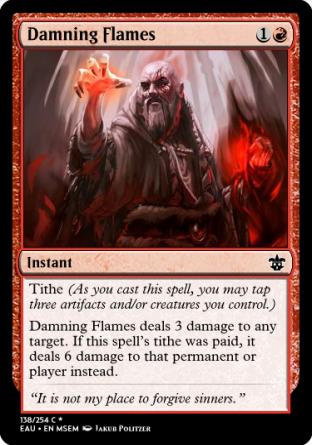 Damning Flames 1
Instant
Tithe (As you cast this spell, you may tap
three artifacts and/or creatures you control.)
Damning Flames deals 3 damage to any
target. If this spell's tithe was paid, it
deals 6 damage to that permanent or
player instead.
"It is not my place to forgive sinners."
138/254 C *
EAU • EN MSEM Jakub Politzer